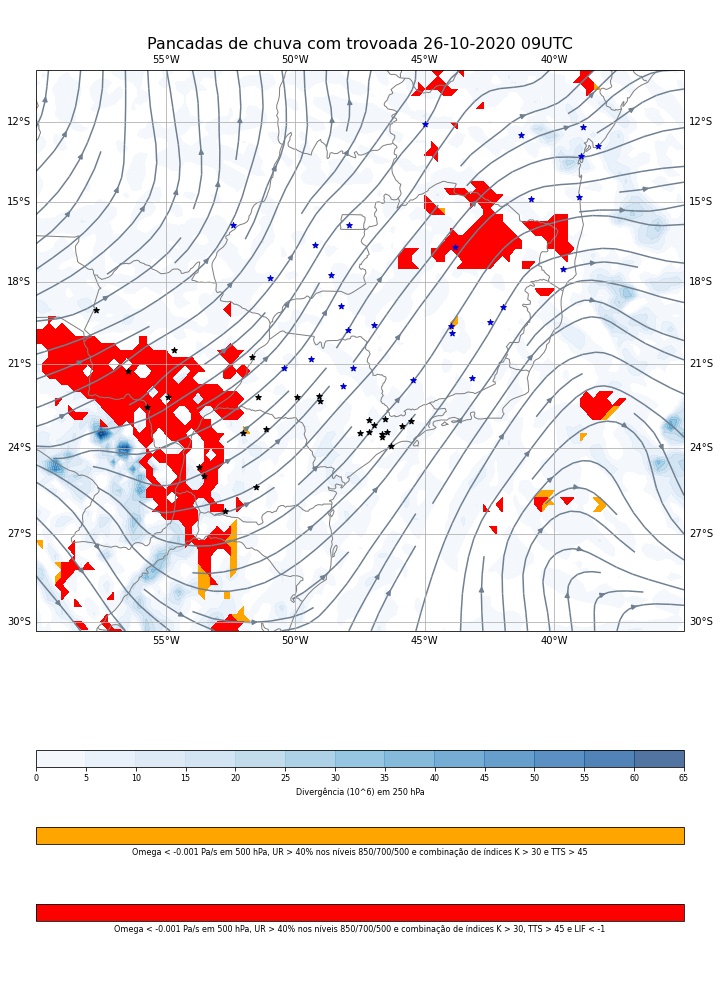 Pancadas de chuva com trovoada 26-10-2020 09UTC
55°W 50°W 45°W 40°W
12°S 12°S
15°S 15°S
18°S 18°S
21°S 21°S
24°S 24°S
27°S 27°S
30°S 30°S
55°W 50°W 45°W 40°W
0 5 10 15 20 25 30 35 40 45 50 55 60 65
Divergência (10^6) em 250 hPa
Omega < -0.001 Pa/s em 500 hPa, UR > 40% nos níveis 850/700/500 e combinação de índices K > 30 e TTS > 45
Omega < -0.001 Pa/s em 500 hPa, UR > 40% nos níveis 850/700/500 e combinação de índices K > 30, TTS > 45 e LIF < -1